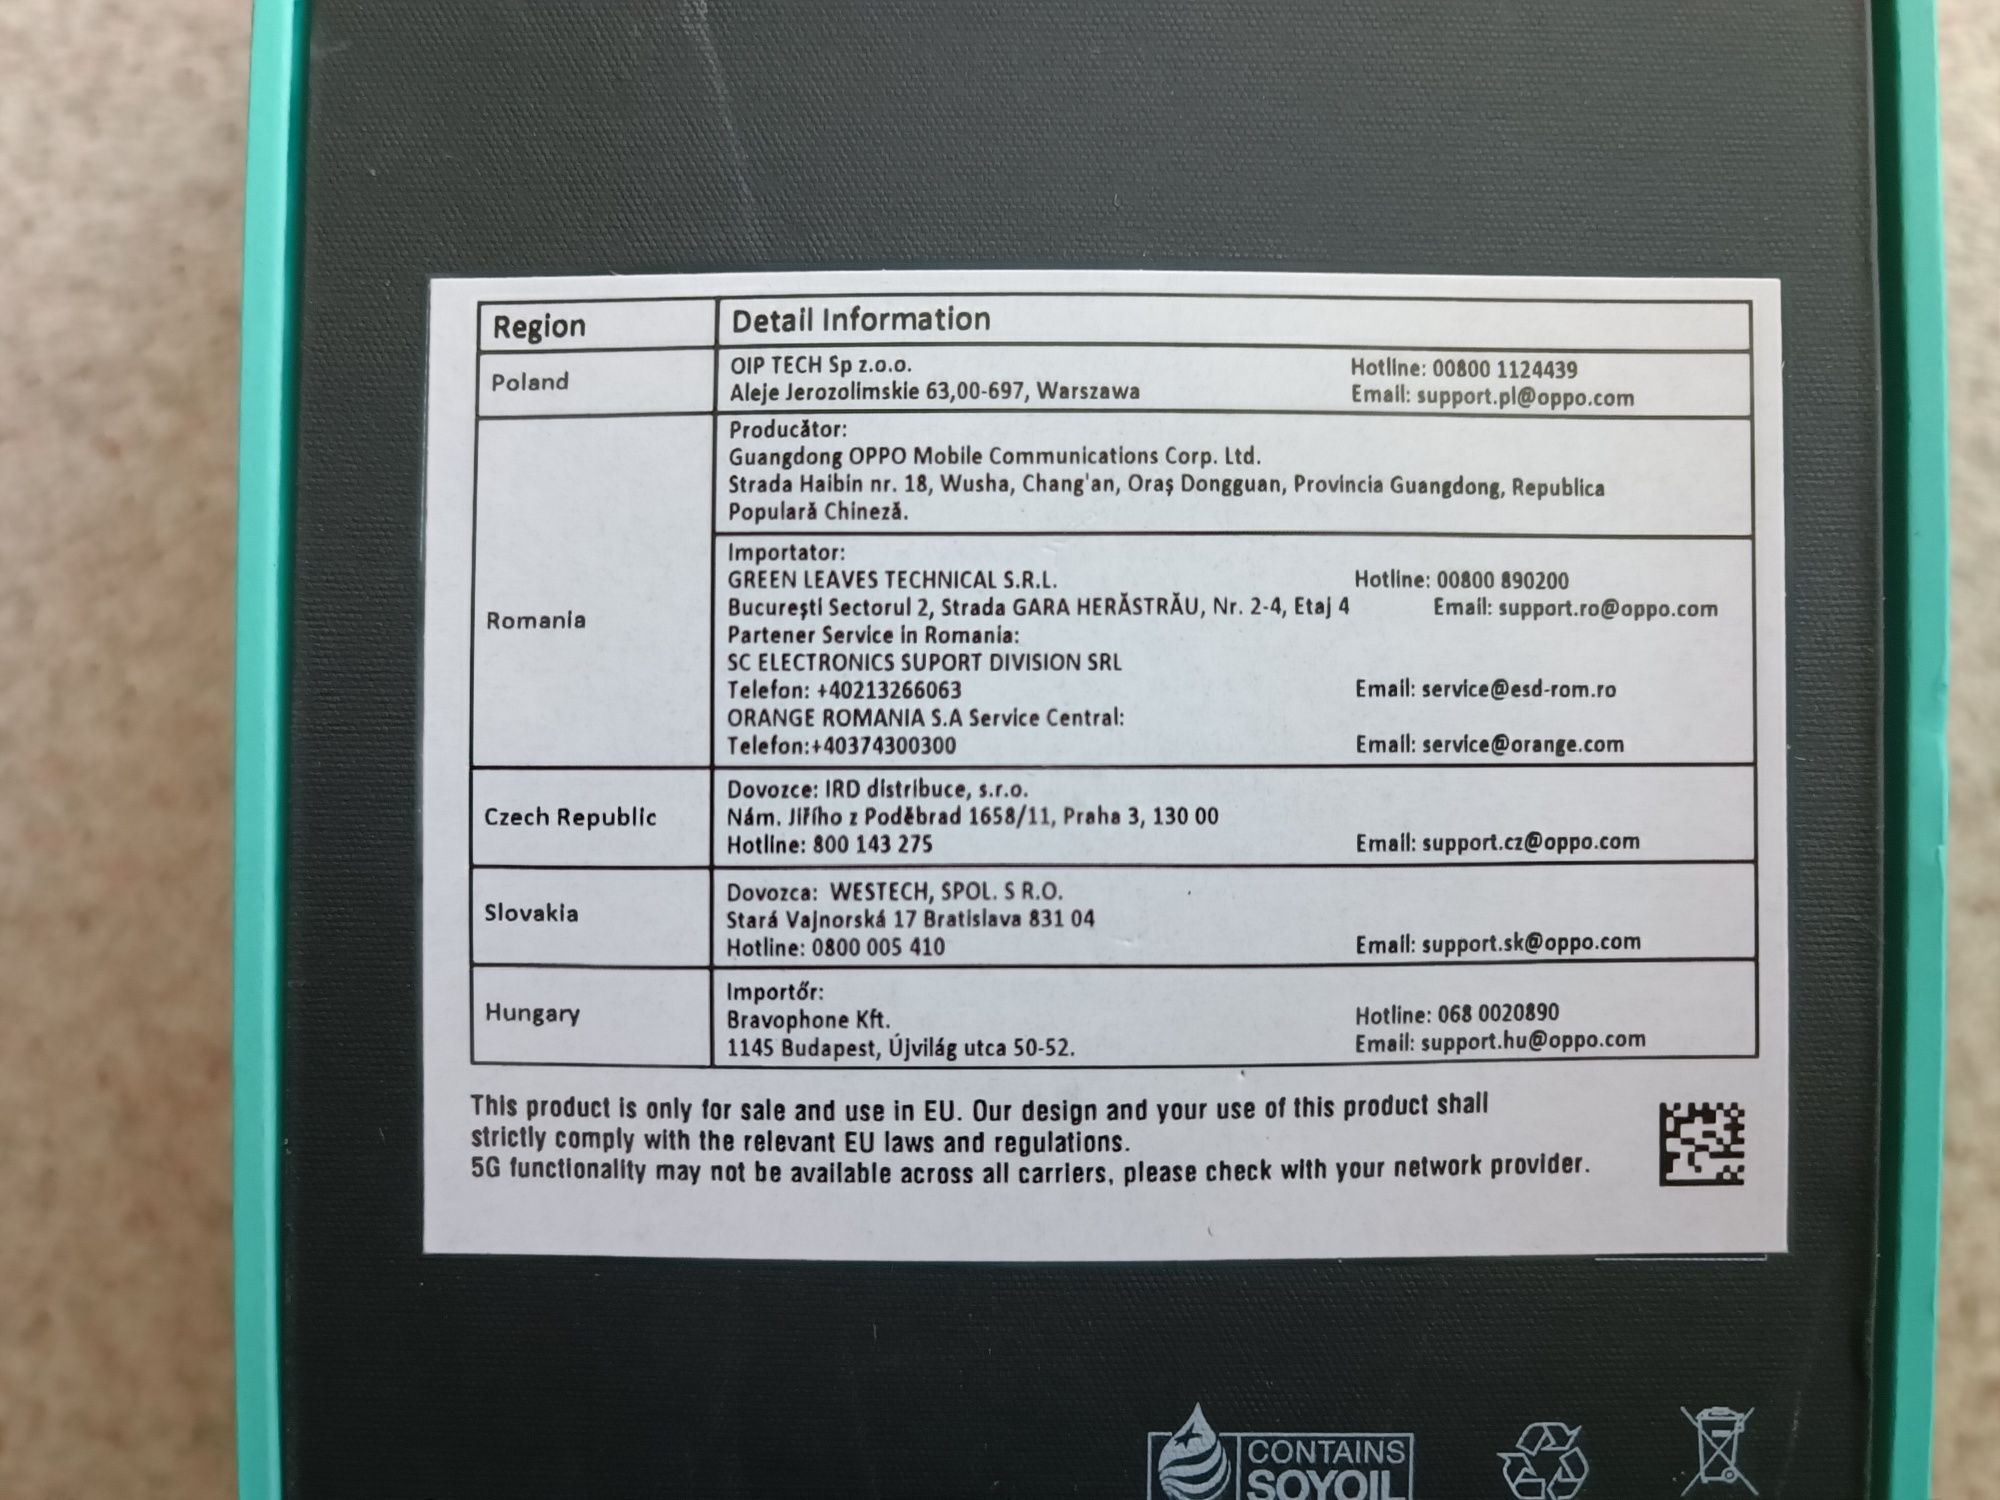 Region Detail Information
Poland
OIP TECH Sp z.o.o. Hotline: 00800 1124439
Aleje Jerozolimskie 63,00-697, Warszawa Email: support.pl@oppo.com
Romania
Producător:
Guangdong OPPO Mobile Communications Corp. Ltd.
Strada Haibin nr. 18, Wusha, Chang'an, Oraş Dongguan, Provincia Guangdong, Republica
Populară Chineză.
Importator:
GREEN LEAVES TECHNICAL S.R.L. Hotline: 00800 890200
Bucureşti Sectorul 2, Strada GARA HERĂSTRĂU, Nr. 2-4, Etaj 4 Email: support.ro@oppo.com
Partener Service in Romania:
SC ELECTRONICS SUPORT DIVISION SRL
Telefon: +40213266063 Email: service@esd-rom.ro
ORANGE ROMANIA S.A Service Central:
Telefon:+40374300300 Email: service@orange.com
Czech Republic
Dovozce: IRD distribuce, s.r.o.
Nám. Jiřího z Poděbrad 1658/11, Praha 3, 130 00
Hotline: 800 143 275 Email: support.cz@oppo.com
Slovakia
Dovozca: WESTECH, SPOL. S R.O.
Stará Vajnorská 17 Bratislava 831 04
Hotline: 0800 005 410 Email: support.sk@oppo.com
Hungary
Importőr:
Bravophone Kft. Hotline: 068 0020890
1145 Budapest, Újvilág utca 50-52. Email: support.hu@oppo.com
This product is only for sale and use in EU. Our design and your use of this product shall
strictly comply with the relevant EU laws and regulations.
5G functionality may not be available across all carriers, please check with your network provider.
CONTAINS
SOYOIL